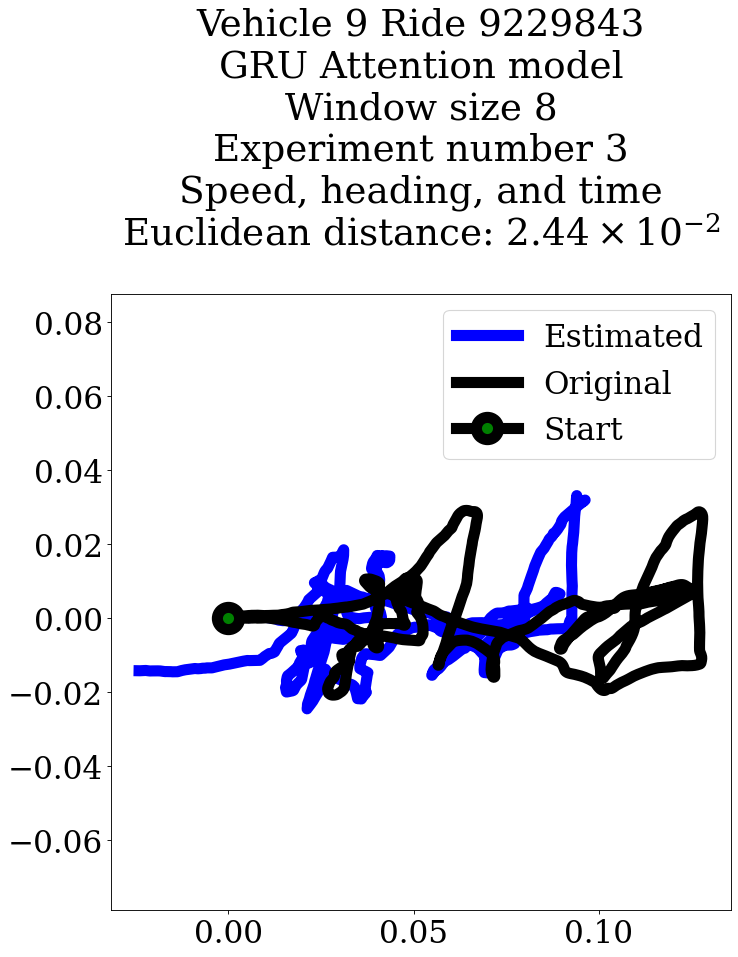 Vehicle 9 Ride 9229843
GRU Attention model
Window size 8
Experiment number 3
Speed, heading, and time
Euclidean distance: 2.44 × 10⁻²
Estimated
Original
Start
0.08
0.06
0.04
0.02
0.00
−0.02
−0.04
−0.06
0.00 0.05 0.10